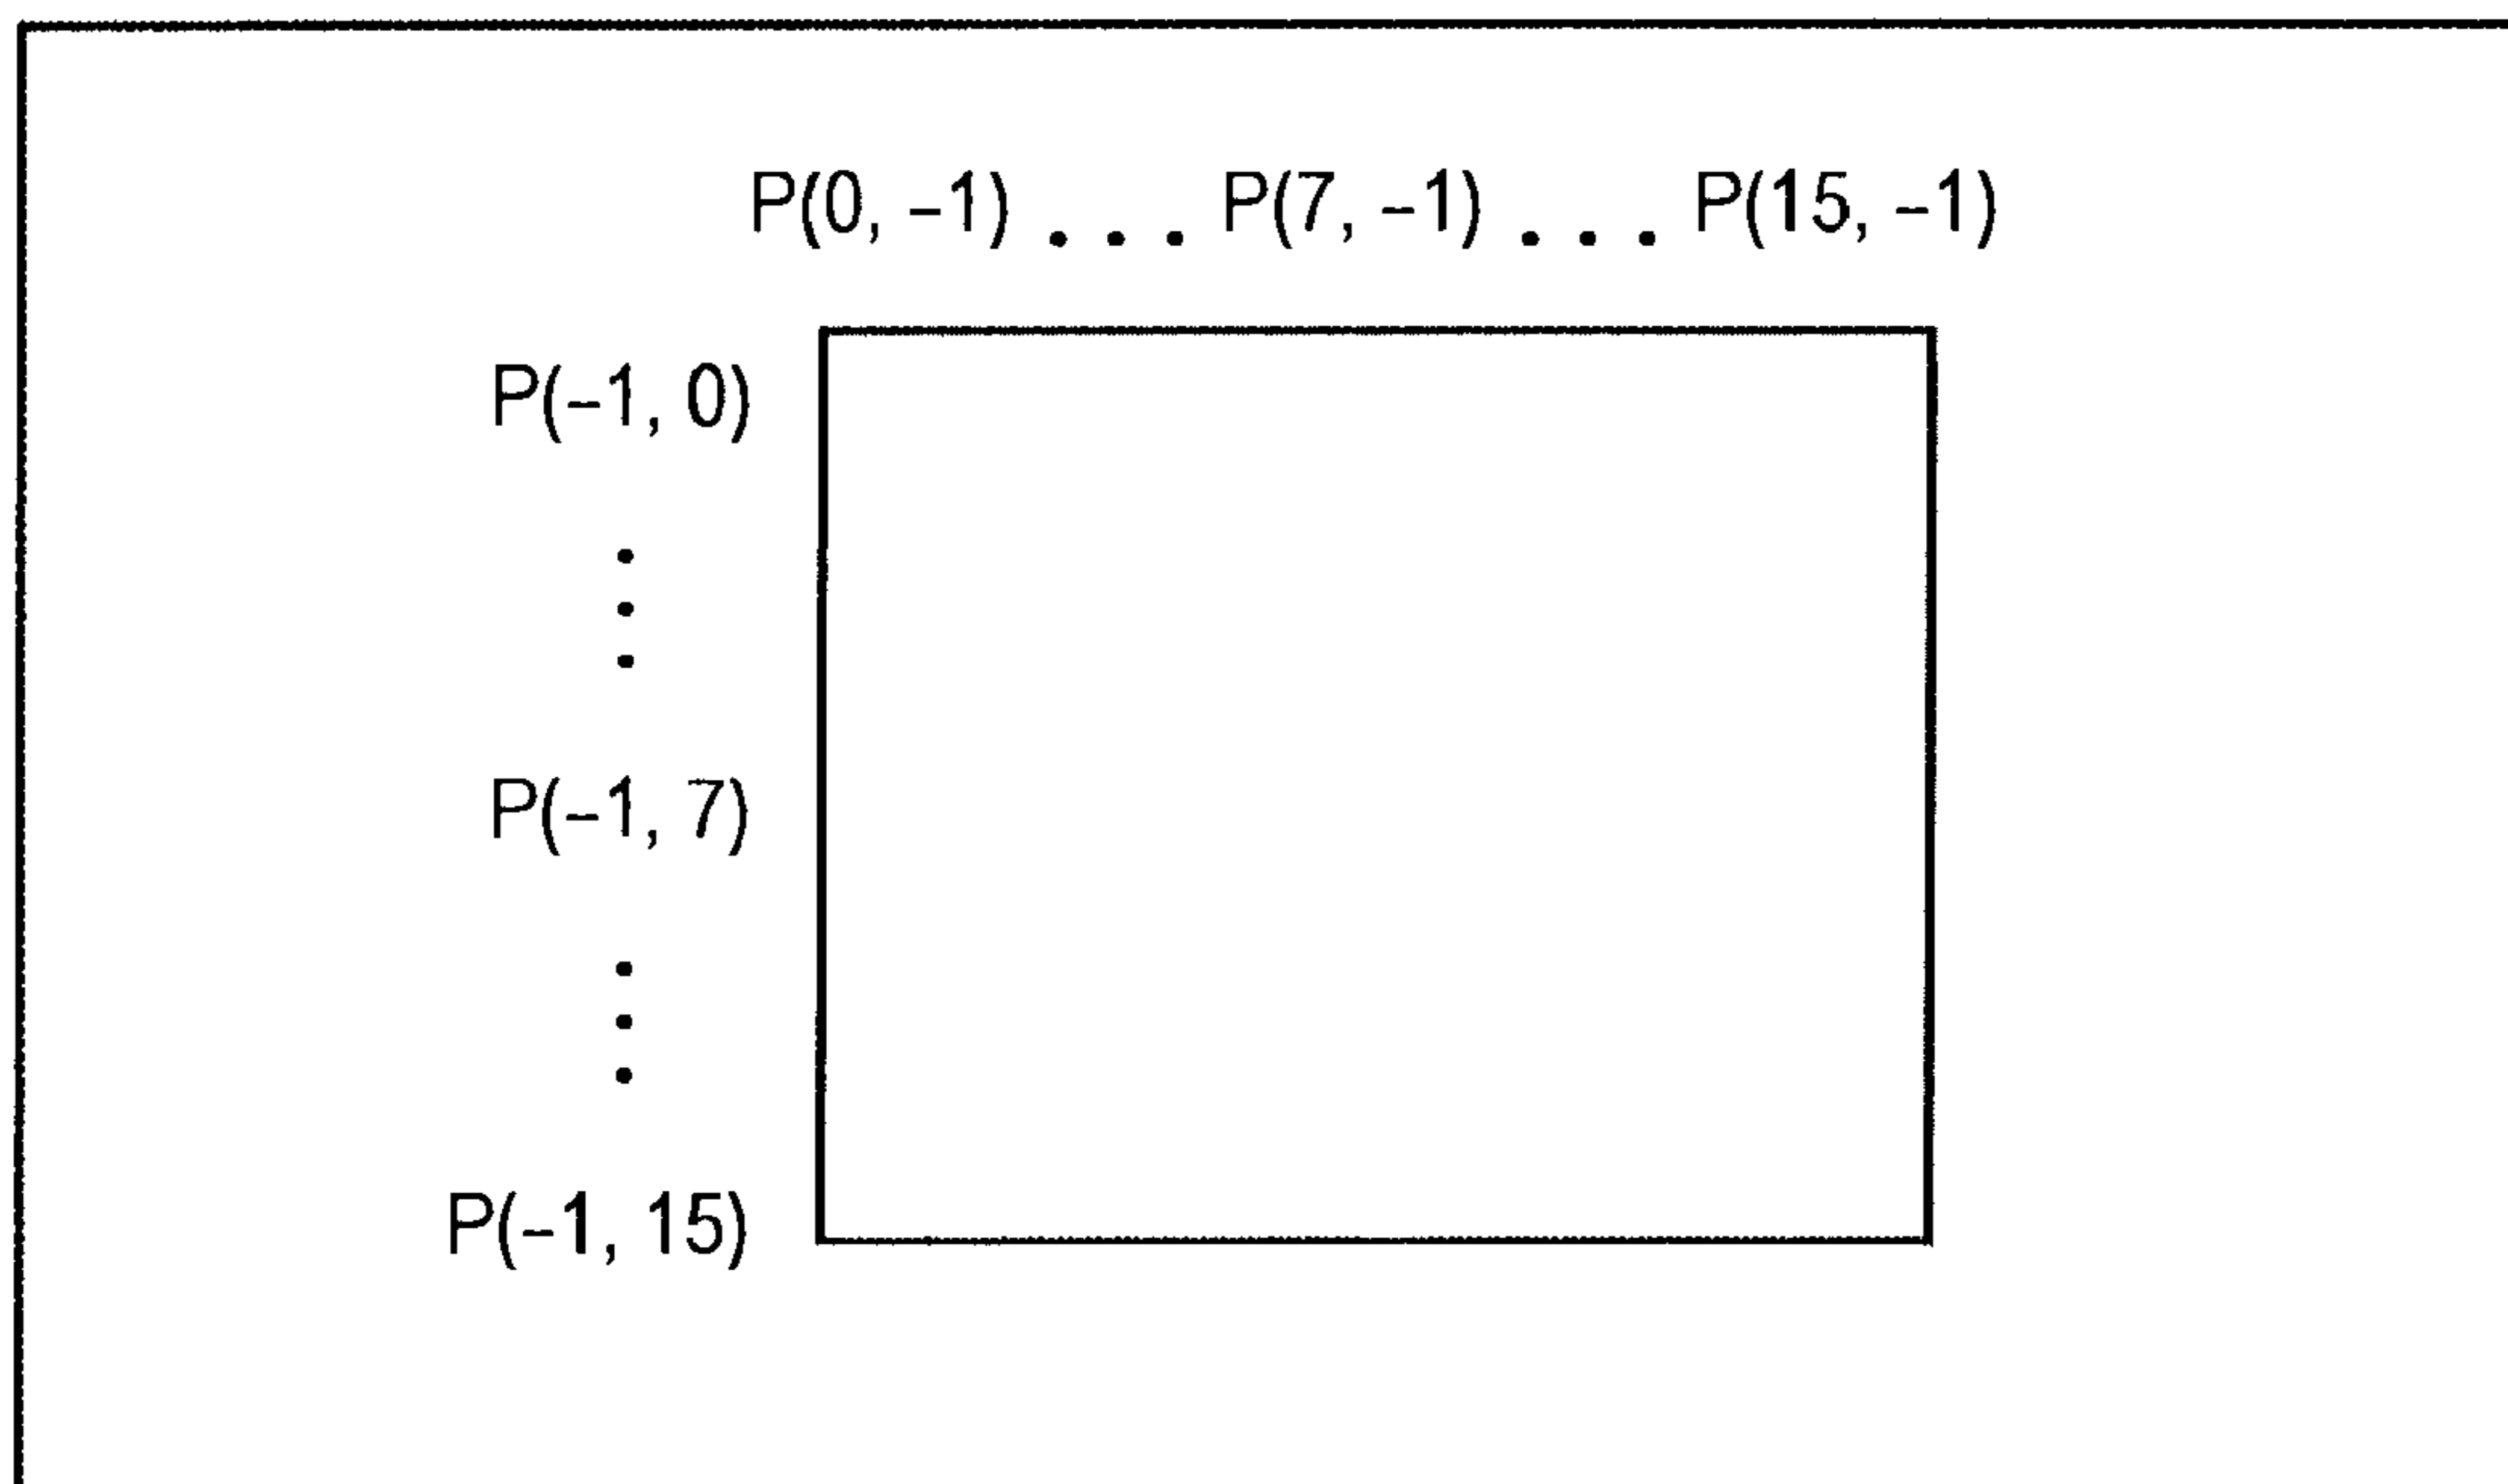 P(0, –1) . . . P(7, –1) . . . P(15, –1)
P(–1, 0)
.
.
.
P(–1, 7)
.
.
.
P(–1, 15)